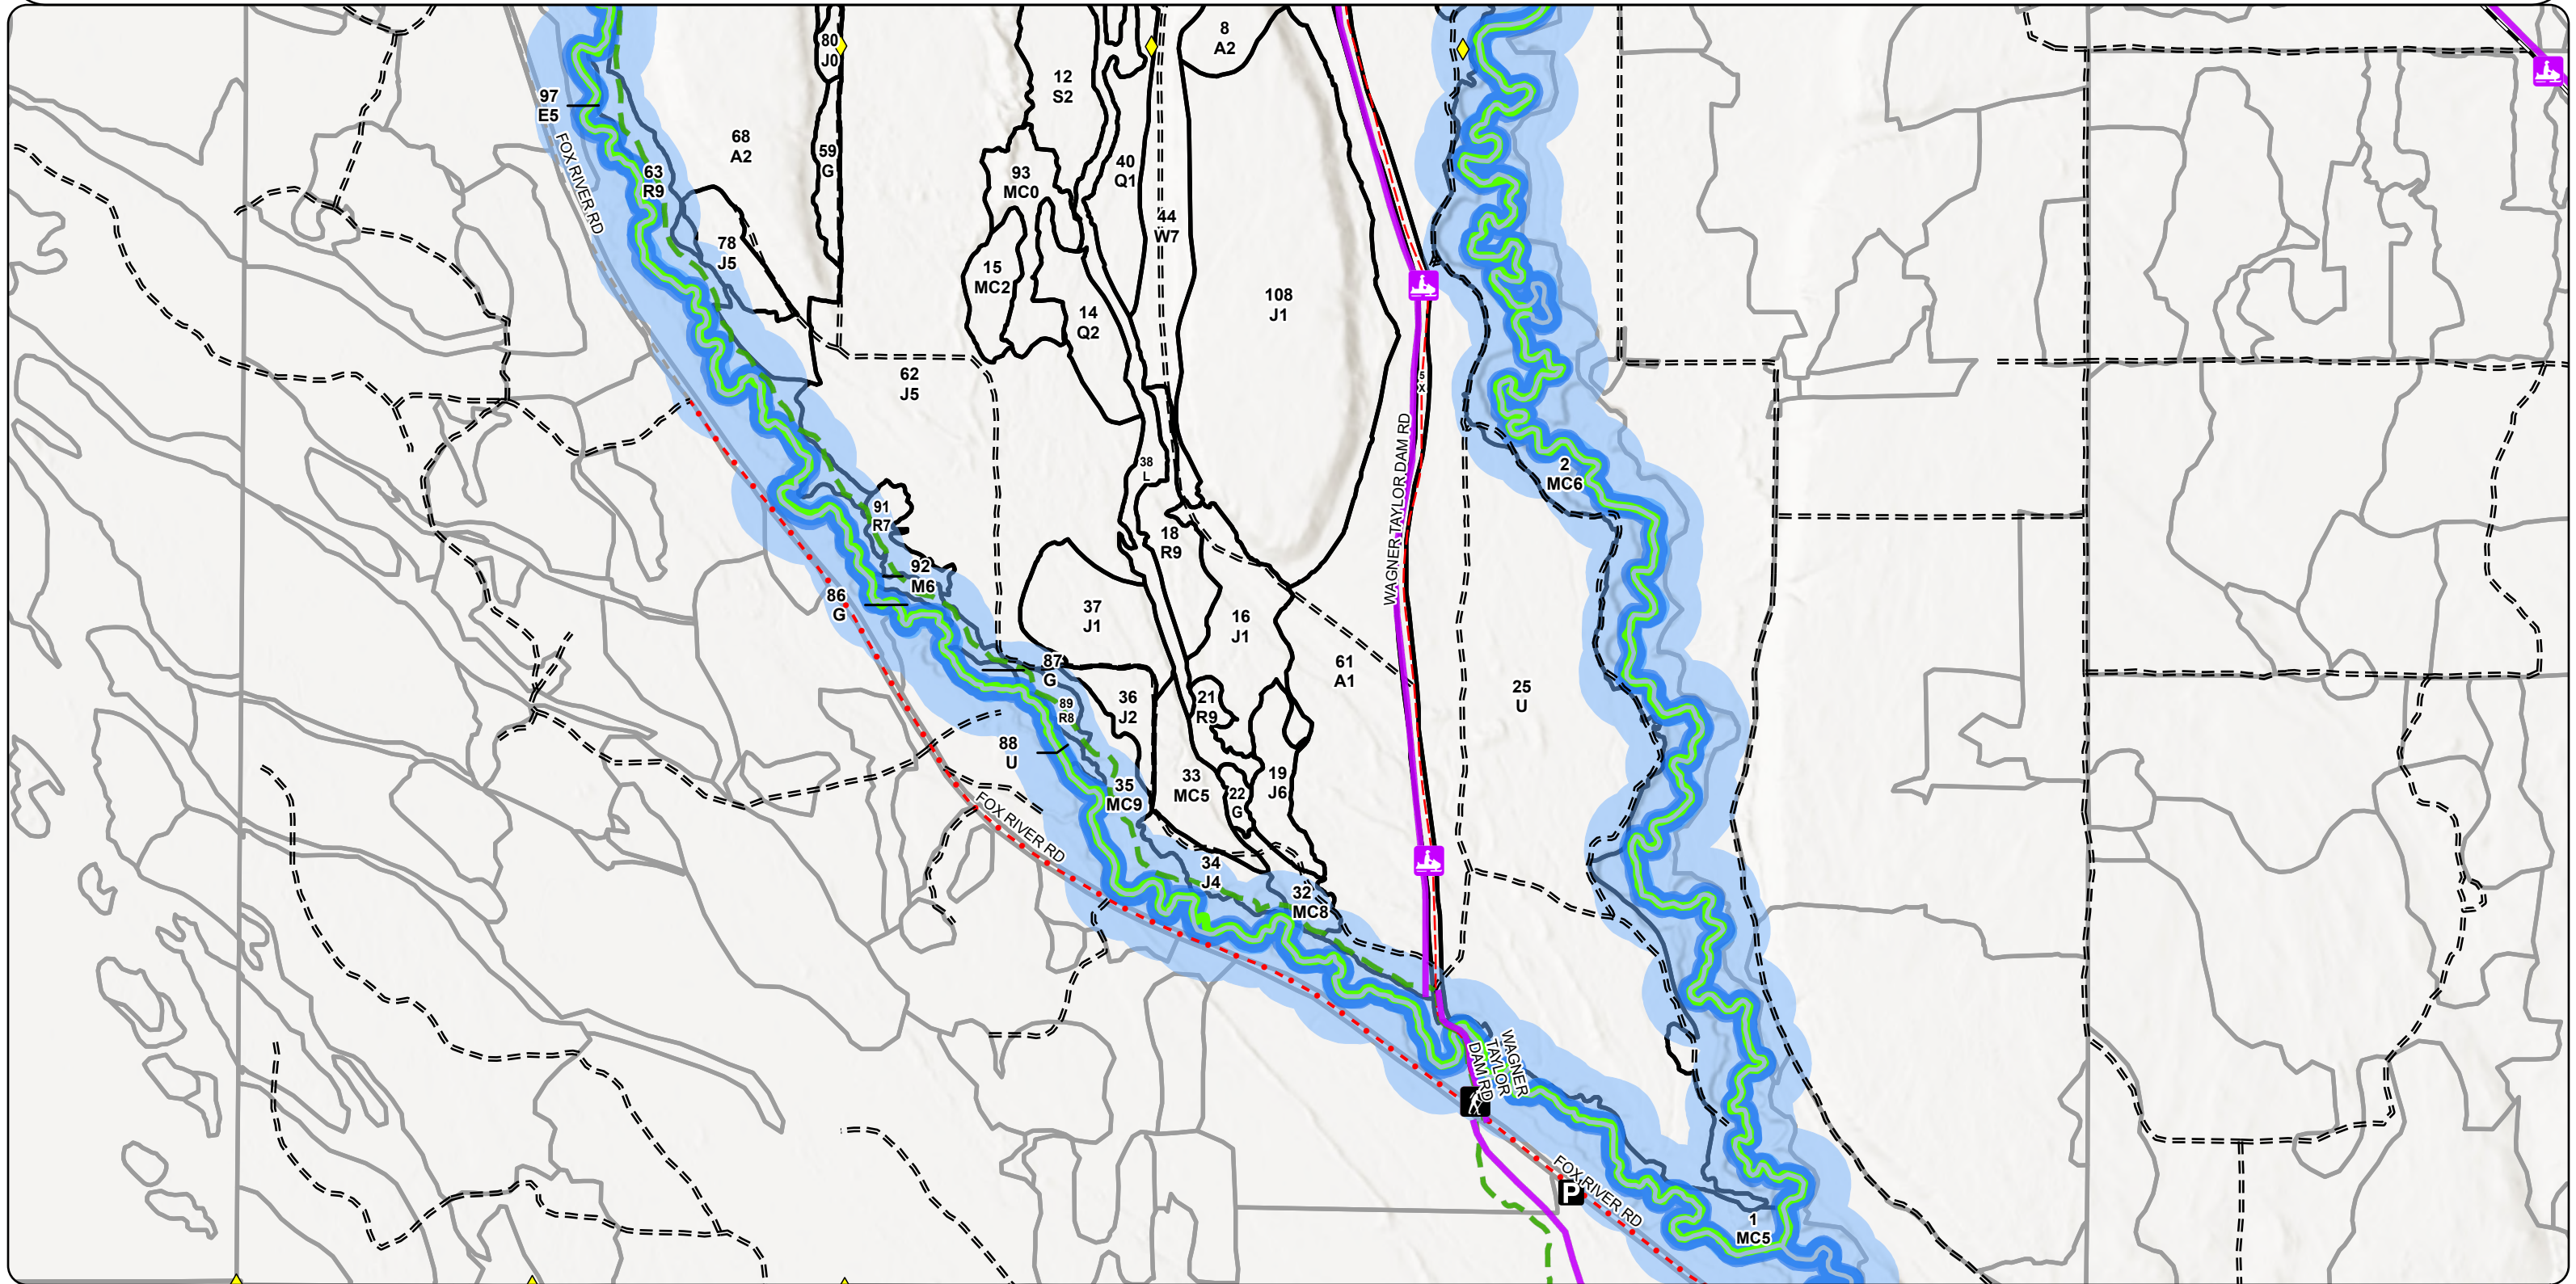 80
J0
8
A2
12
S2
97
E5
68
A2
59
G
40
Q1
63
R9
93
MC0
44
W7
78
J5
15
MC2
14
Q2
108
J1
62
J5
5
X
FOX RIVER RD
WAGNER TAYLOR DAM RD
38
L
2
MC6
91
R7
18
R9
92
M6
86
G
37
J1
16
J1
61
A1
87
G
25
U
36
J2
21
R9
89
R8
88
U
35
MC9
33
MC5
22
G
19
J6
FOX RIVER RD
34
J4
32
MC8
WAGNER
TAYLOR
DAM RD
FOX RIVER RD
P
1
MC5